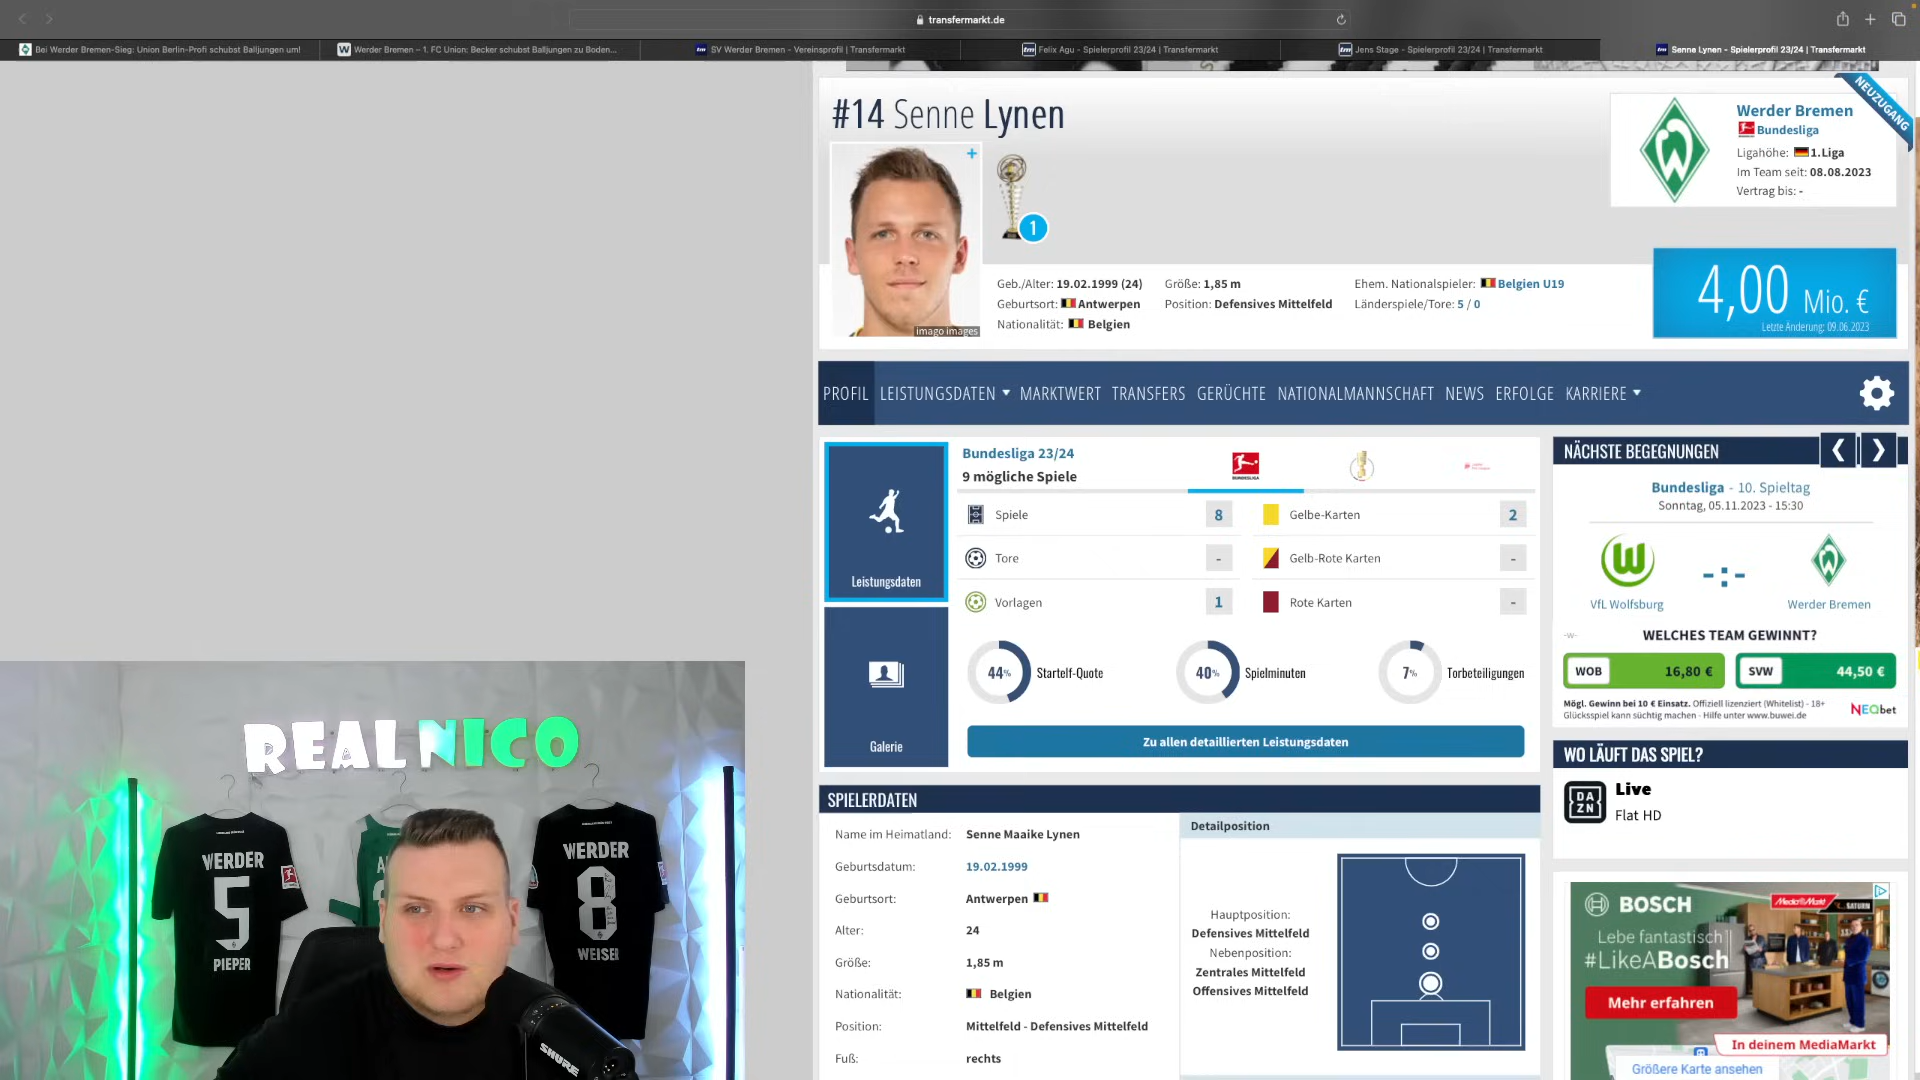 transfermarkt.de
Bei Werder Bremen-Sieg: Union Berlin-Profi schubst Balljungen um!
Werder Bremen – 1. FC Union: Becker schubst Balljungen zu Boden...
SV Werder Bremen - Vereinsprofil | Transfermarkt
Felix Agu - Spielerprofil 23/24 | Transfermarkt
Jens Stage - Spielerprofil 23/24 | Transfermarkt
Senne Lynen - Spielerprofil 23/24 | Transfermarkt
#14 Senne Lynen
imago images
1
Geb./Alter: 19.02.1999 (24)
Geburtsort: Antwerpen
Nationalität: Belgien
Größe: 1,85 m
Position: Defensives Mittelfeld
Ehem. Nationalspieler: Belgien U19
Länderspiele/Tore: 5 / 0
NEUZUGANG
Werder Bremen
Bundesliga
Ligahöhe: 1.Liga
Im Team seit: 08.08.2023
Vertrag bis: -
4,00 Mio. €
Letzte Änderung: 09.06.2023
PROFIL LEISTUNGSDATEN MARKTWERT TRANSFERS GERÜCHTE NATIONALMANNSCHAFT NEWS ERFOLGE KARRIERE
Leistungsdaten
Galerie
Bundesliga 23/24
9 mögliche Spiele
BUNDESLIGA
Spiele 8
Gelbe-Karten 2
Tore -
Gelb-Rote Karten -
Vorlagen 1
Rote Karten -
44% Startelf-Quote
40% Spielminuten
7% Torbeteiligungen
Zu allen detaillierten Leistungsdaten
NÄCHSTE BEGEGNUNGEN
Bundesliga - 10. Spieltag
Sonntag, 05.11.2023 - 15:30
-:-
VfL Wolfsburg
Werder Bremen
-W-
WELCHES TEAM GEWINNT?
WOB 16,80 €
SVW 44,50 €
Mögl. Gewinn bei 10 € Einsatz. Offiziell lizenziert (Whitelist) - 18+
Glücksspiel kann süchtig machen - Hilfe unter www.buwei.de
NEObet
WO LÄUFT DAS SPIEL?
DAZN
Live
Flat HD
SPIELERDATEN
Name im Heimatland: Senne Maaike Lynen
Geburtsdatum: 19.02.1999
Geburtsort: Antwerpen
Alter: 24
Größe: 1,85 m
Nationalität: Belgien
Position: Mittelfeld - Defensives Mittelfeld
Fuß: rechts
Detailposition
Hauptposition:
Defensives Mittelfeld
Nebenposition:
Zentrales Mittelfeld
Offensives Mittelfeld
BOSCH
MediaMarkt
SATURN
Lebe fantastisch
#LikeABosch
Mehr erfahren
In deinem MediaMarkt
Größere Karte ansehen
REALNICO
WERDER
5
PIEPER
WERDER
8
WEISER
SHURE